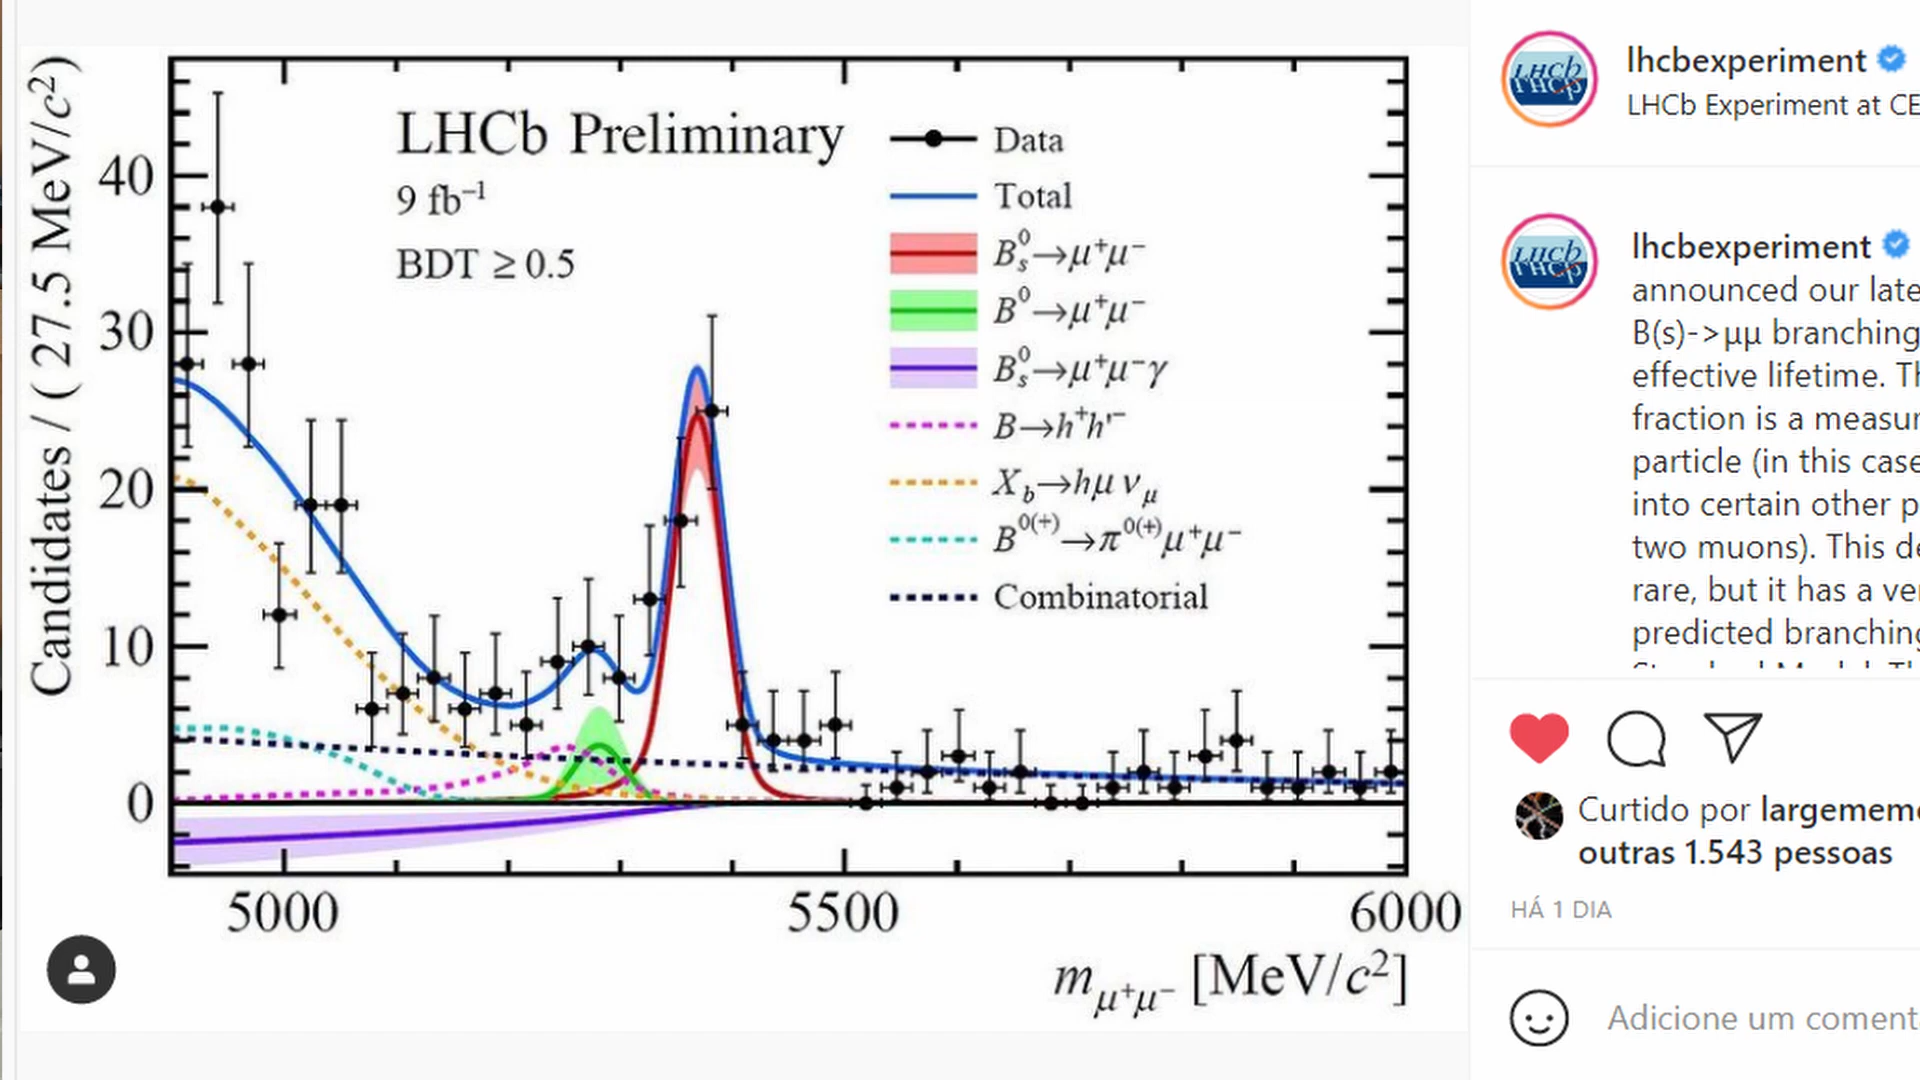 Candidates / ( 27.5 MeV/c²)
40
30
20
10
0
LHCb Preliminary
9 fb⁻¹
BDT ≥ 0.5
Data
Total
B⁰ₛ→μ⁺μ⁻
B⁰→μ⁺μ⁻
B⁰ₛ→μ⁺μ⁻γ
B→h⁺h'⁻
X_b→hμν_μ
B⁰⁽⁺⁾→π⁰⁽⁺⁾μ⁺μ⁻
Combinatorial
5000
5500
6000
m_μ⁺μ⁻ [MeV/c²]
LHCb
lhcbexperiment
LHCb Experiment at CE
LHCb
lhcbexperiment
announced our late
B(s)->μμ branching
effective lifetime. Th
fraction is a measur
particle (in this case
into certain other p
two muons). This de
rare, but it has a ve
predicted branching
Curtido por largemem
outras 1.543 pessoas
HÁ 1 DIA
Adicione um coment